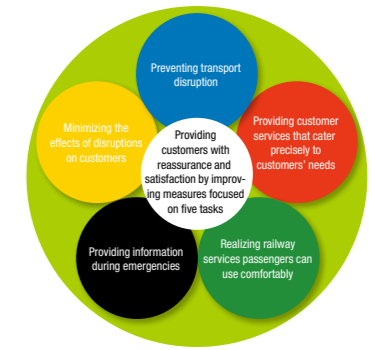 Preventing transport
disruption
Providing customer
services that cater
precisely to
customers' needs
Realizing railway
services passengers can
use comfortably
Providing information
during emergencies
Minimizing the
effects of disruptions
on customers
Providing
customers with
reassurance and
satisfaction by improv-
ing measures focused
on five tasks